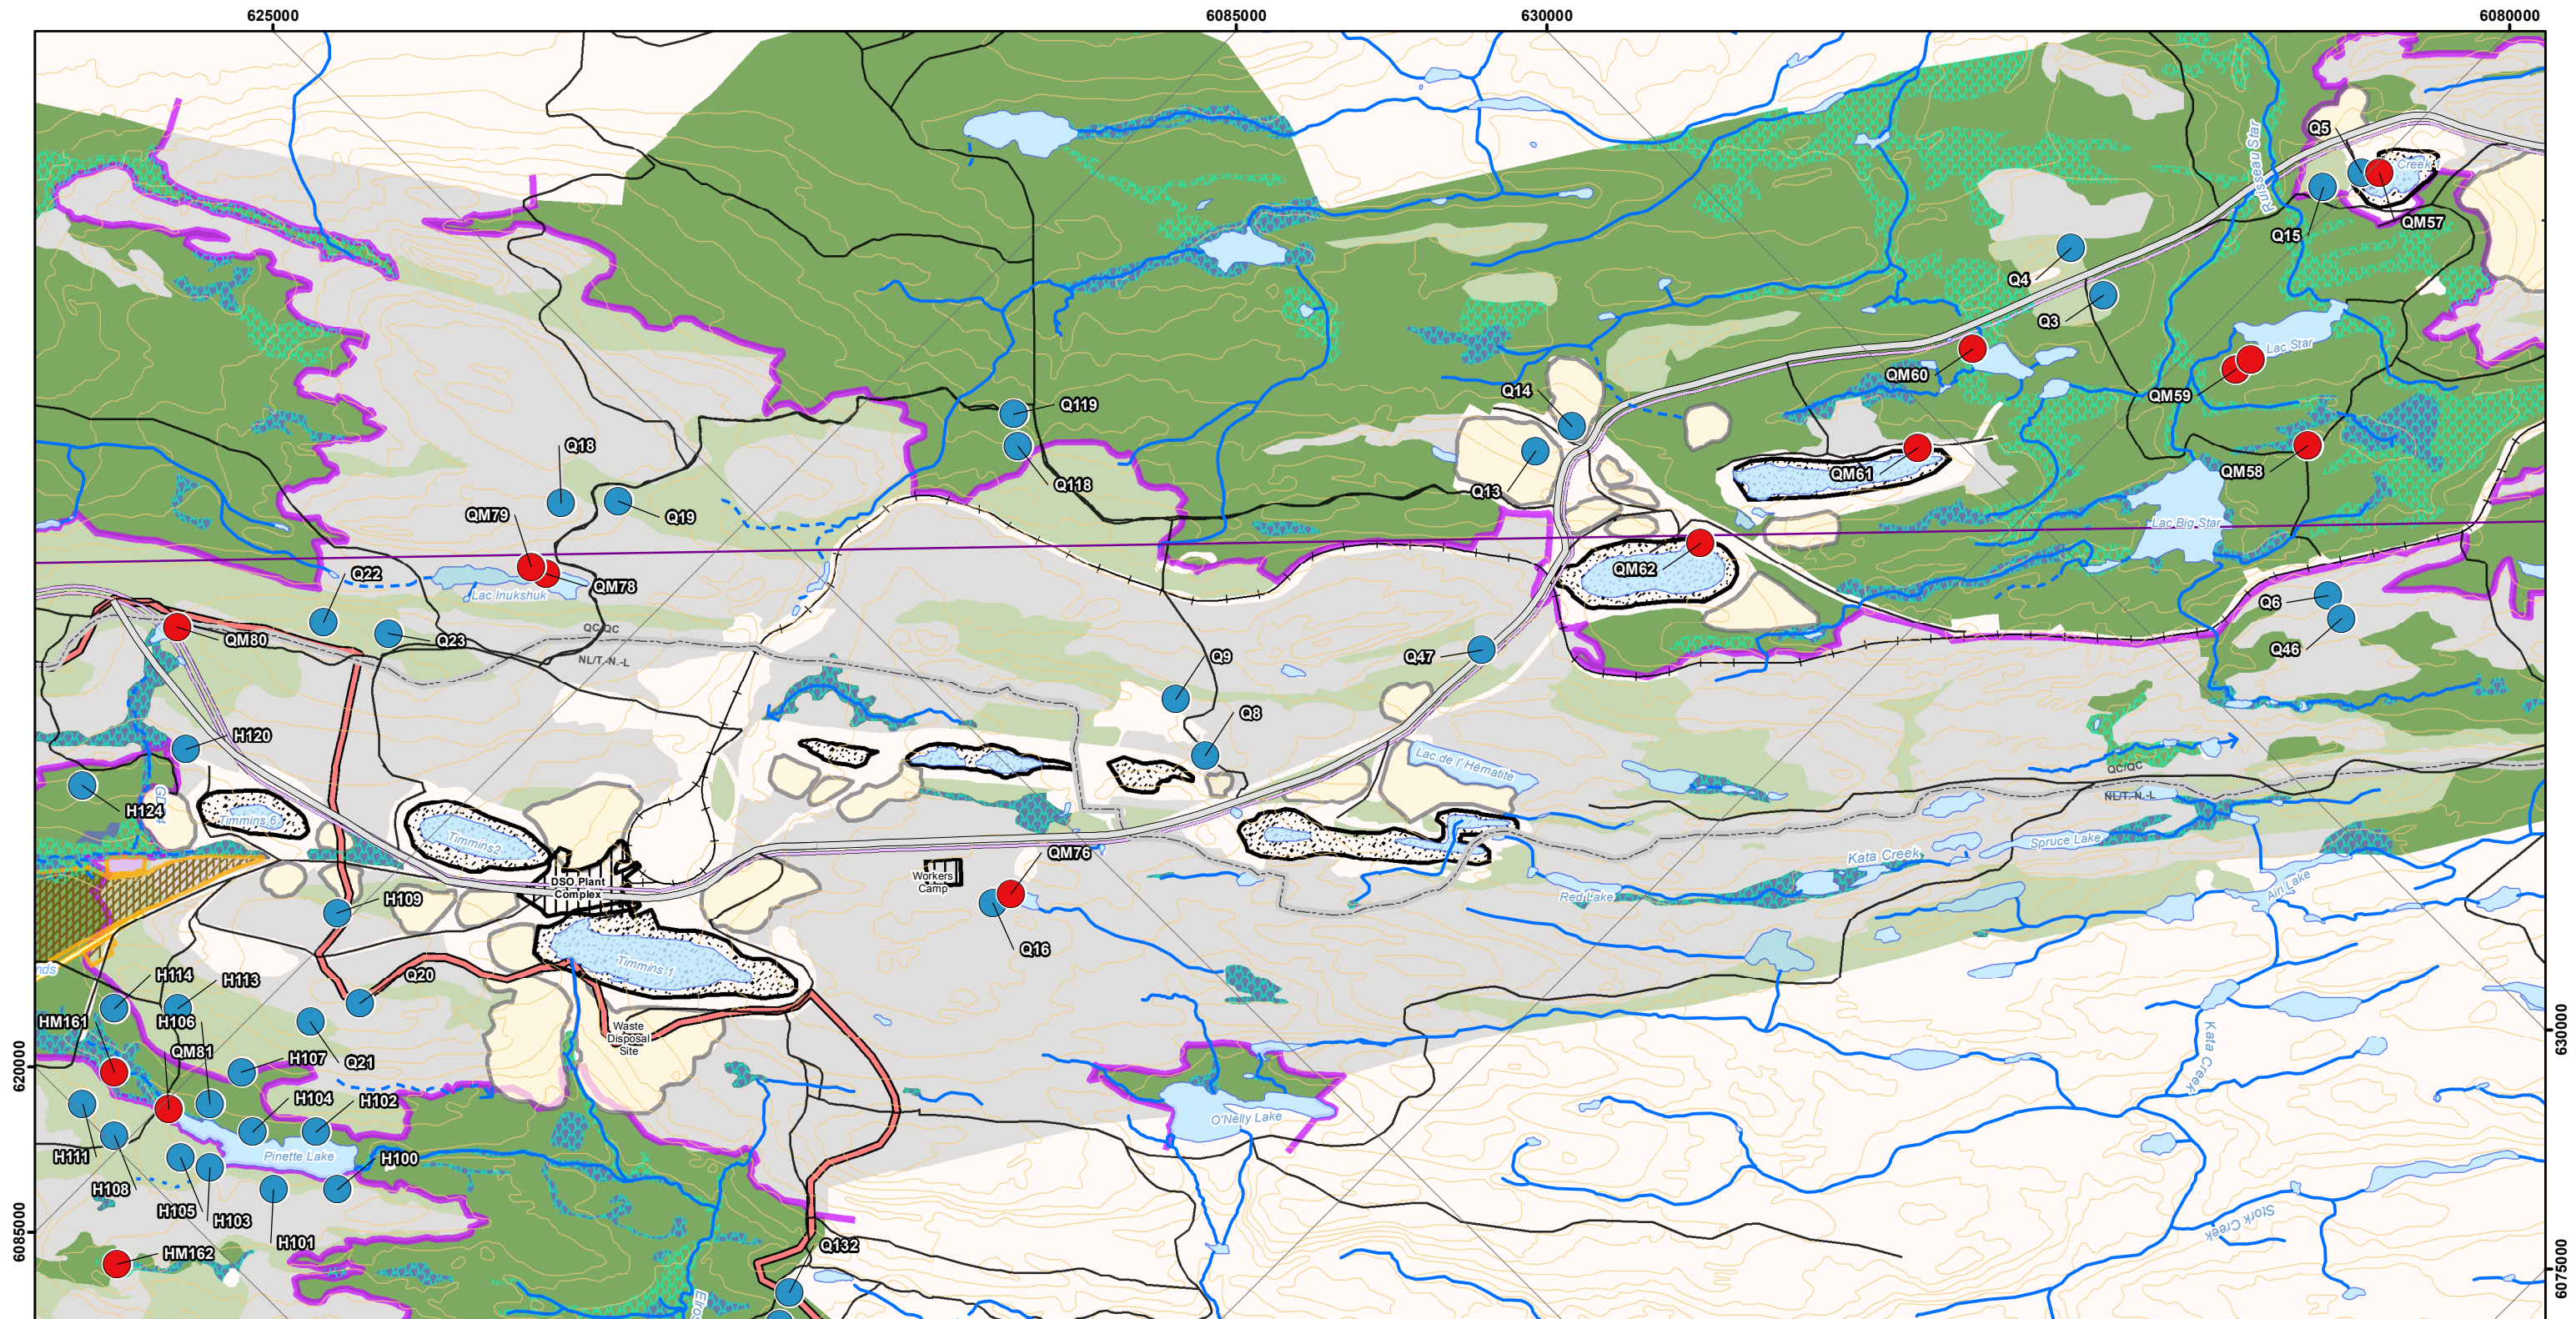 625000
6085000
630000
6080000
Q5
Ruisseau Star
Creek 1
QM57
Q15
Q4
Q3
Lac Star
QM60
QM59
Q14
Q119
Q118
Q18
Q19
QM79
QM78
Q13
QM61
QM58
Lac Big Star
QM62
Q22
Lac Inukshuk
QM80
Q23
QC/QC
NL/T.-N.-L
Q47
Q6
Q46
Q9
Q8
H120
H124
Timmins 6
Timmins2
Lac de l' Hématite
QC/QC
NL/T.-N.-L
Spruce Lake
Kata Creek
Red Lake
QM76
Workers
Camp
DSO Plant
Complex
H109
Q16
nds
Timmins 1
H114
H113
Q20
HM161
H106
QM81
H107
Q21
Waste
Disposal
Site
H104
H102
O'Nelly Lake
Kata Creek
620000
630000
H111
Pinette Lake
H100
H108
H105
H103
H101
Stork Creek
HM162
Q132
6085000
6075000